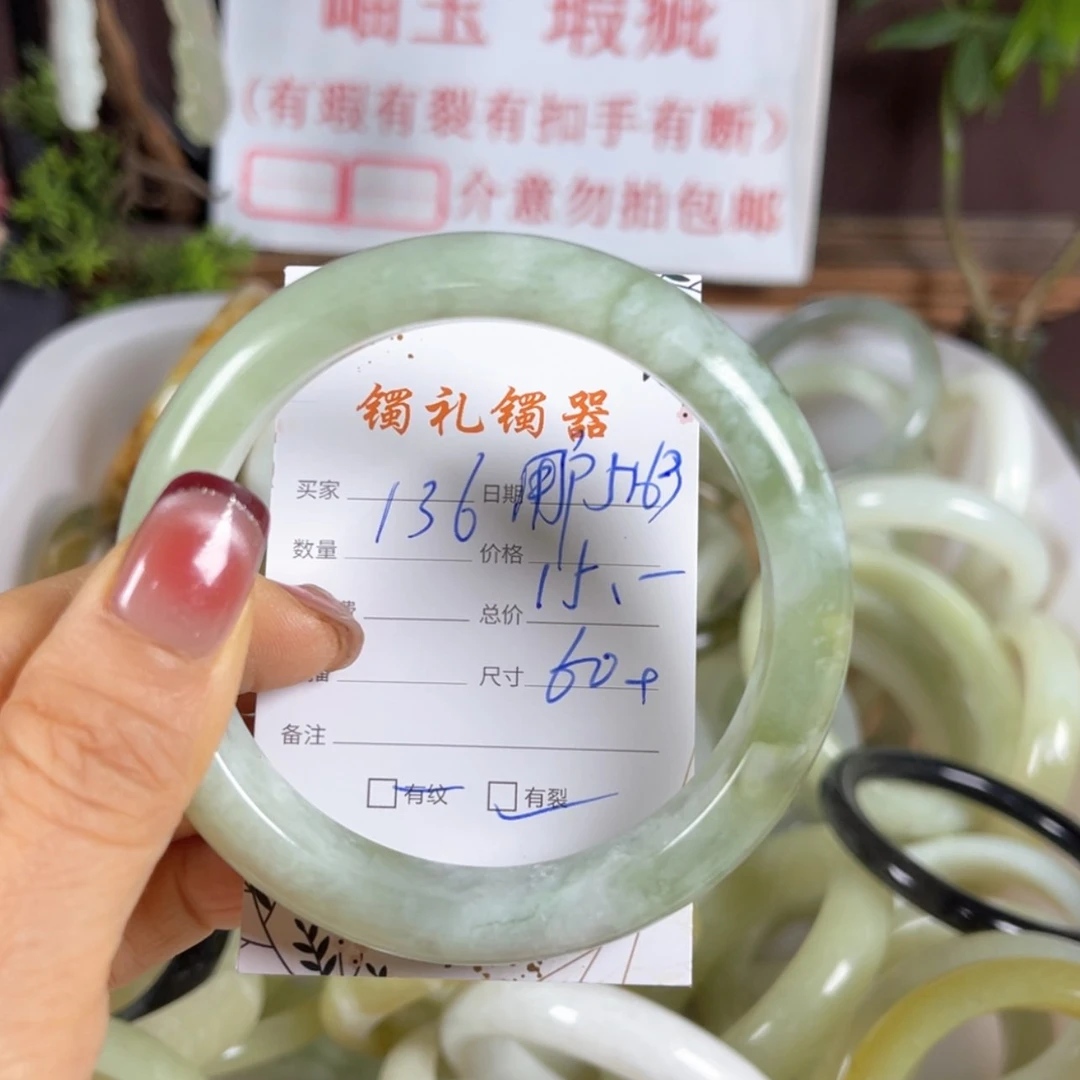 岫玉 瑕疵
（有瑕有裂有扣手有断）
介意勿拍包邮
镯礼镯器
买家 136 日期
数量 价格 15.-
费 总价
尺寸 60+
备注
有纹 有裂